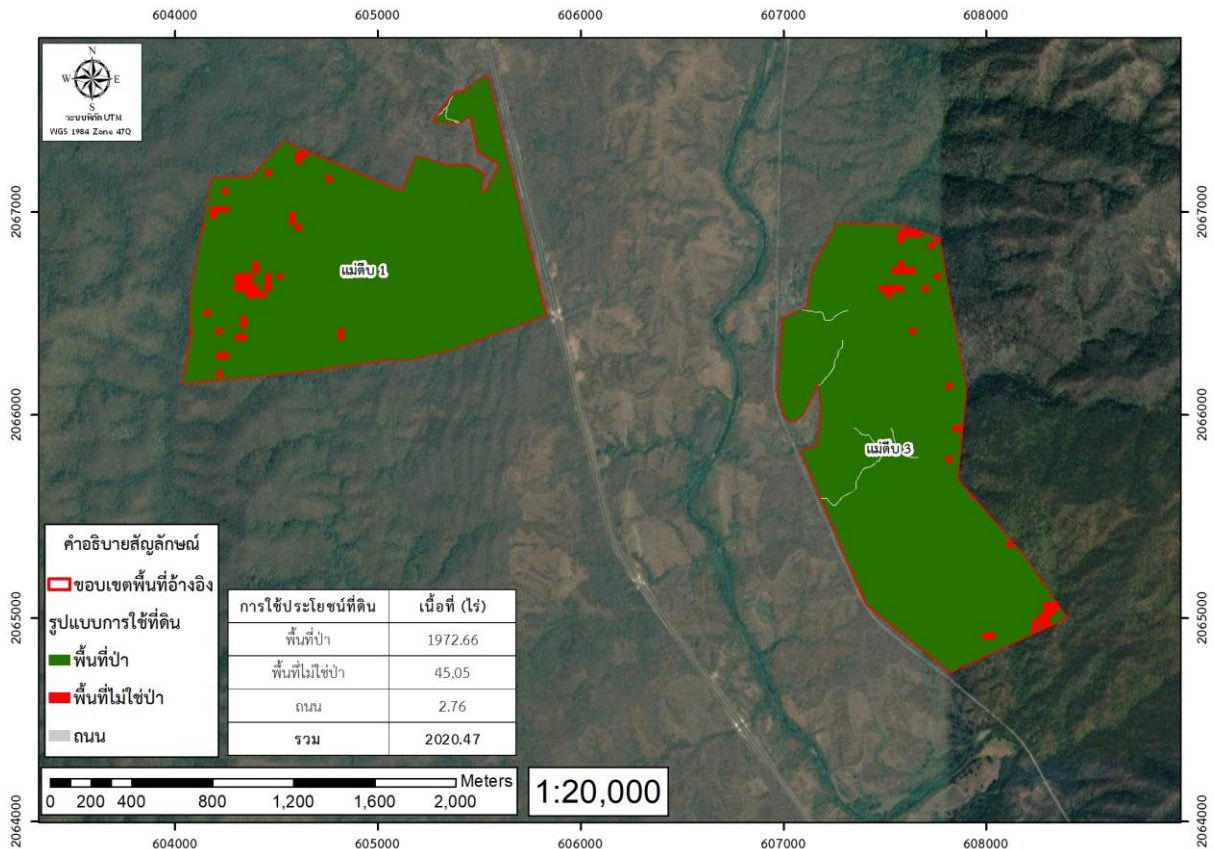 604000 605000 606000 607000 608000
N
W E
S
ระบบพิกัด UTM
WGS 1984 Zone 47Q
2067000 2067000
แม่ตีบ 1
2066000 2066000
แม่ตีบ 3
คำอธิบายสัญลักษณ์
ขอบเขตพื้นที่อ้างอิง
รูปแบบการใช้ที่ดิน
พื้นที่ป่า
พื้นที่ไม่ใช่ป่า
ถนน
2065000 2065000
การใช้ประโยชน์ที่ดิน เนื้อที่ (ไร่)
พื้นที่ป่า 1972.66
พื้นที่ไม่ใช่ป่า 45.05
ถนน 2.76
รวม 2020.47
Meters
0 200 400 800 1,200 1,600 2,000
1:20,000
2064000 2064000
604000 605000 606000 607000 608000